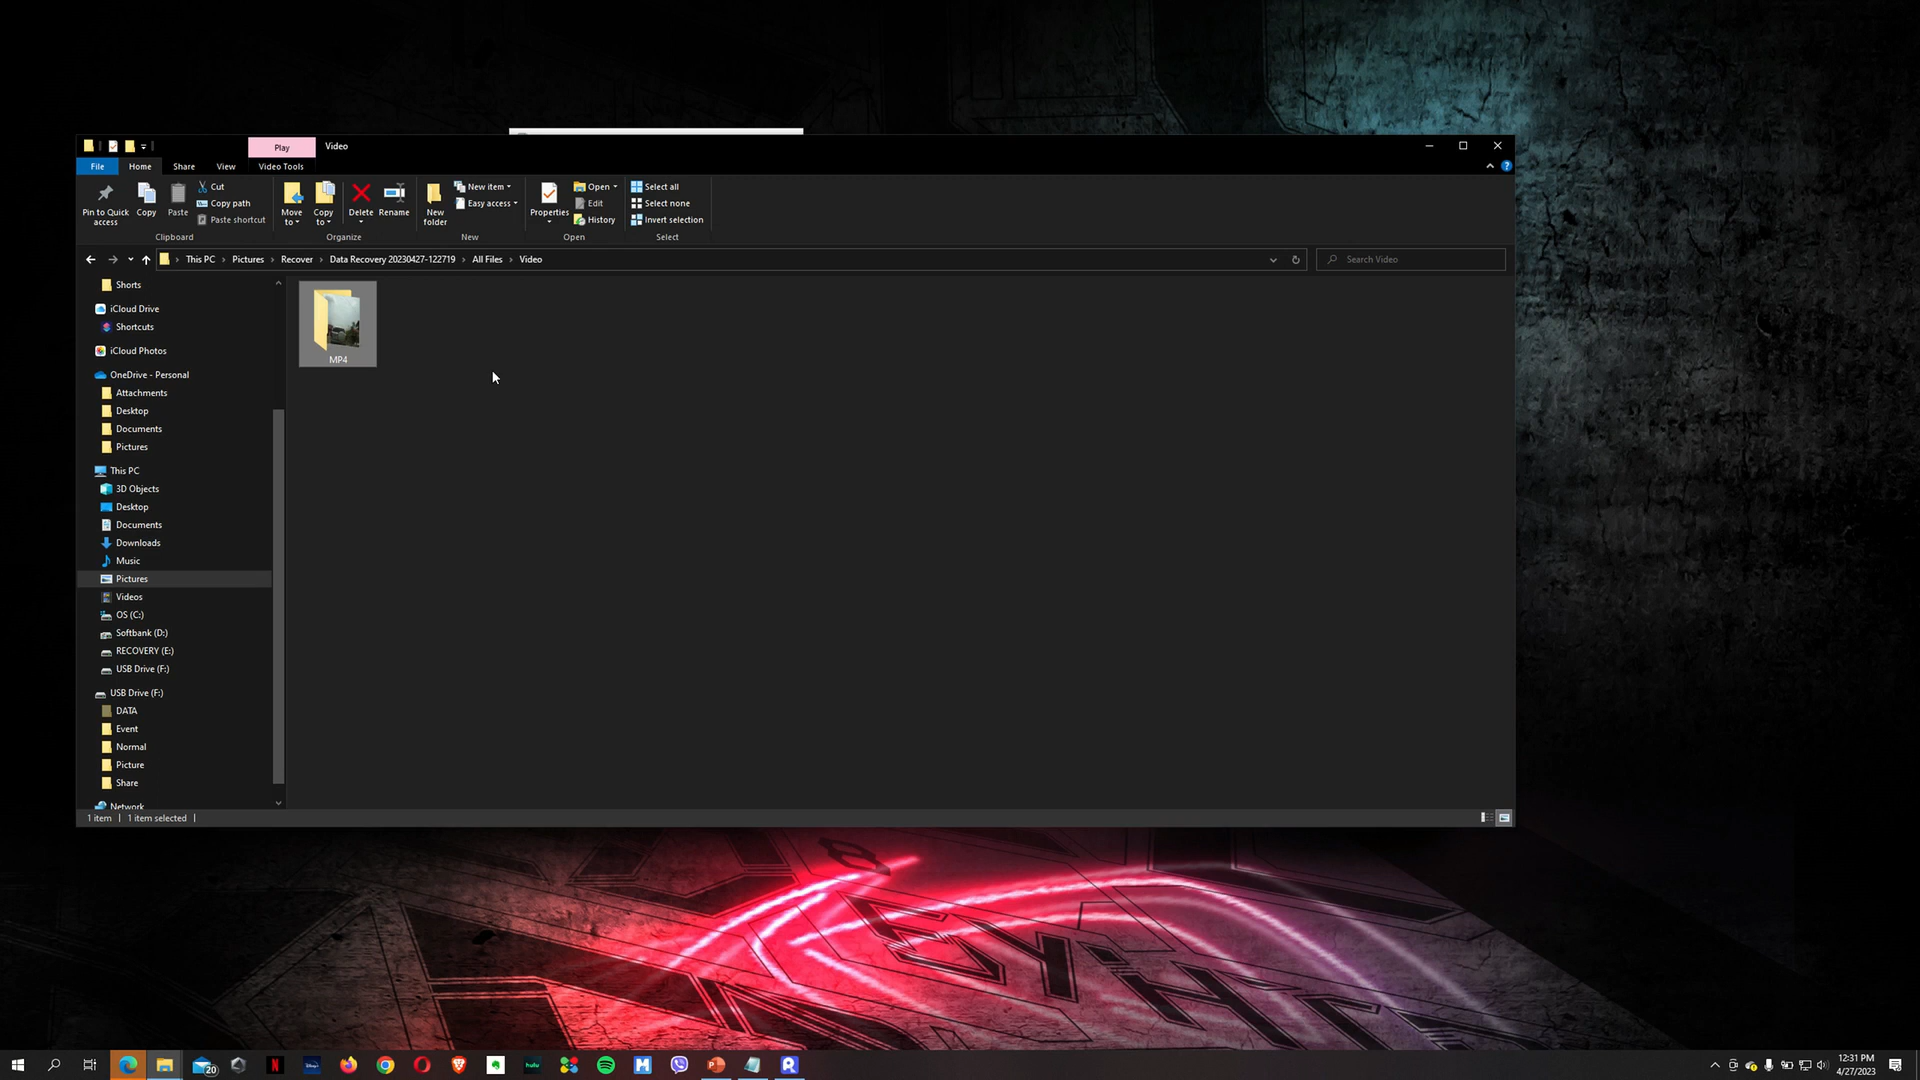 Play Video
File Home Share View Video Tools
Pin to Quick access
Copy
Paste
Cut
Copy path
Paste shortcut
Clipboard
Move to
Copy to
Delete
Rename
Organize
New folder
New item
Easy access
New
Properties
Open
Edit
History
Open
Select all
Select none
Invert selection
Select
This PC › Pictures › Recover › Data Recovery 20230427-122719 › All Files › Video
Search Video
Shorts
iCloud Drive
Shortcuts
iCloud Photos
OneDrive - Personal
Attachments
Desktop
Documents
Pictures
This PC
3D Objects
Desktop
Documents
Downloads
Music
Pictures
Videos
OS (C:)
Softbank (D:)
RECOVERY (E:)
USB Drive (F:)
USB Drive (F:)
DATA
Event
Normal
Picture
Share
Network
MP4
1 item 1 item selected
20
hulu
12:31 PM
4/27/2023